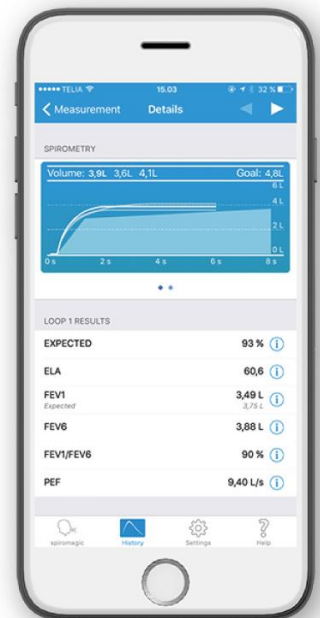 TELIA 15.03 32 %
Measurement Details
SPIROMETRY
Volume: 3,9L 3,6L 4,1L Goal: 4,8L
6 L
4 L
2 L
0 L
0 s 2 s 4 s 6 s 8 s
LOOP 1 RESULTS
EXPECTED 93 %
ELA 60,6
FEV1 3,49 L
Expected 3,75 L
FEV6 3,88 L
FEV1/FEV6 90 %
PEF 9,40 L/s
spiromagic History Settings Help